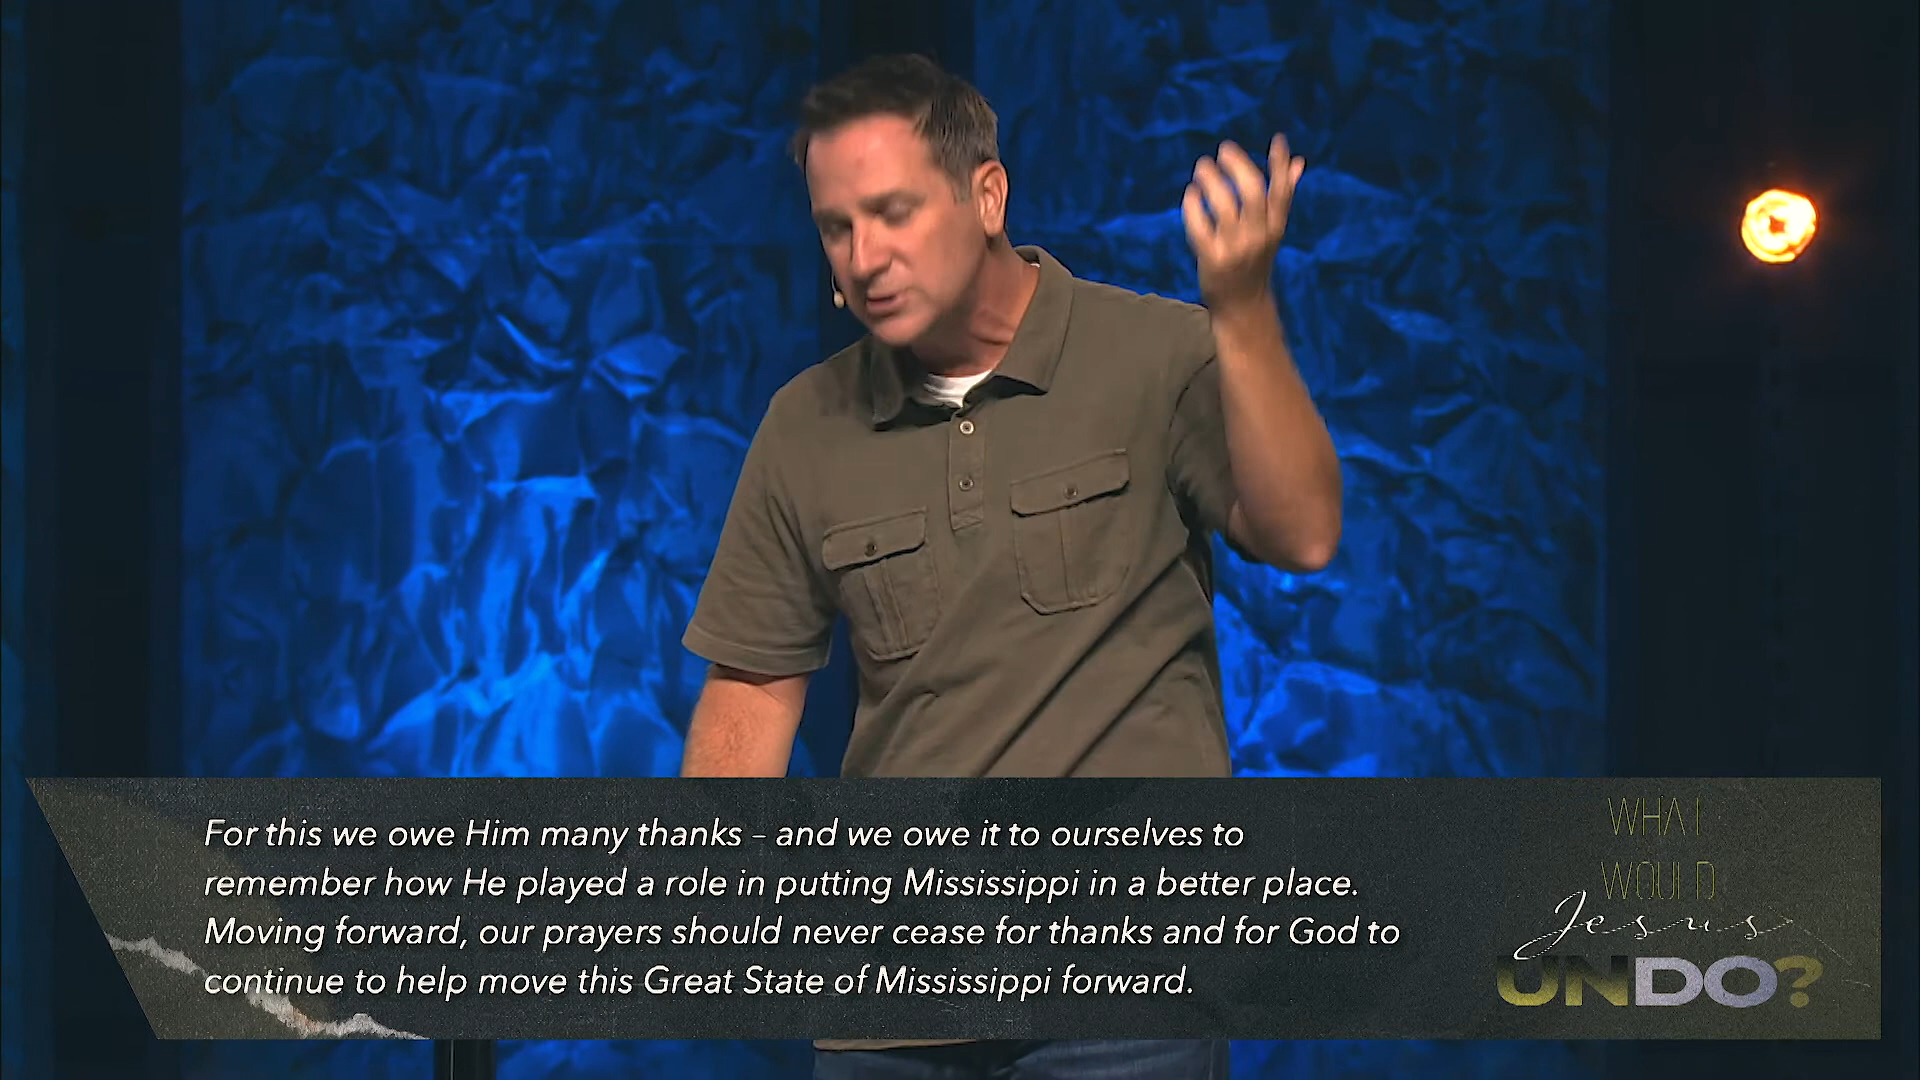 For this we owe Him many thanks – and we owe it to ourselves to
remember how He played a role in putting Mississippi in a better place.
Moving forward, our prayers should never cease for thanks and for God to
continue to help move this Great State of Mississippi forward.
WHAT
WOULD
Jesus
UNDO?